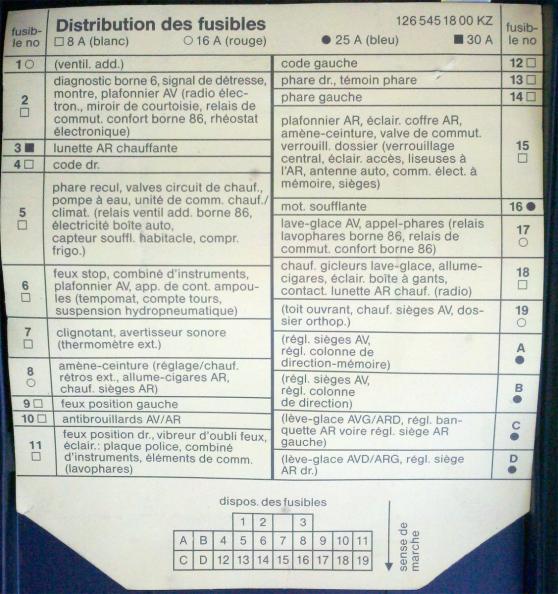 fusib-
le no
Distribution des fusibles
126 545 18 00 KZ
fusib-
le no
□ 8 A (blanc) ○ 16 A (rouge) ● 25 A (bleu) ■ 30 A
1 ○ (ventil. add.)
2 □
diagnostic borne 6, signal de détresse,
montre, plafonnier AV (radio élec-
tron., miroir de courtoisie, relais de
commut. confort borne 86, rhéostat
électronique)
3 ■ lunette AR chauffante
4 □ code dr.
5 □
phare recul, valves circuit de chauf.,
pompe à eau, unité de comm. chauf./
climat. (relais ventil add. borne 86,
électricité boîte auto,
capteur souffl. habitacle, compr.
frigo.)
6 □
feux stop, combiné d'instruments,
plafonnier AV, app. de cont. ampou-
les (tempomat, compte tours,
suspension hydropneumatique)
7 □
clignotant, avertisseur sonore
(thermomètre ext.)
8 ○
amène-ceinture (réglage/chauf.
rétros ext., allume-cigares AR,
chauf. sièges AR)
9 □ feux position gauche
10 □ antibrouillards AV/AR
11 □
feux position dr., vibreur d'oubli feux,
éclair.: plaque police, combiné
d'instruments, éléments de comm.
(lavophares)
code gauche 12 □
phare dr., témoin phare 13 □
phare gauche 14 □
plafonnier AR, éclair. coffre AR,
amène-ceinture, valve de commut.
verrouill. dossier (verrouillage
central, éclair. accès, liseuses à
l'AR, antenne auto, comm. élect. à
mémoire, sièges)
15 □
mot. soufflante 16 ●
lave-glace AV, appel-phares (relais
lavophares borne 86, relais de
commut. confort borne 86)
17 ○
chauf. gicleurs lave-glace, allume-
cigares, éclair. boîte à gants,
contact. lunette AR chauf. (radio)
18 □
(toit ouvrant, chauf. sièges AV, dos-
sier orthop.)
19 ○
(régl. sièges AV,
régl. colonne de
direction-mémoire)
A ●
(régl. sièges AV,
régl. colonne
de direction)
B ●
(lève-glace AVG/ARD, régl. ban-
quette AR voire régl. siège AR
gauche)
C ●
(lève-glace AVD/ARG, régl. siège
AR dr.)
D ●
dispos. des fusibles
1 2 3
A B 4 5 6 7 8 9 10 11
C D 12 13 14 15 16 17 18 19
sens de
marche